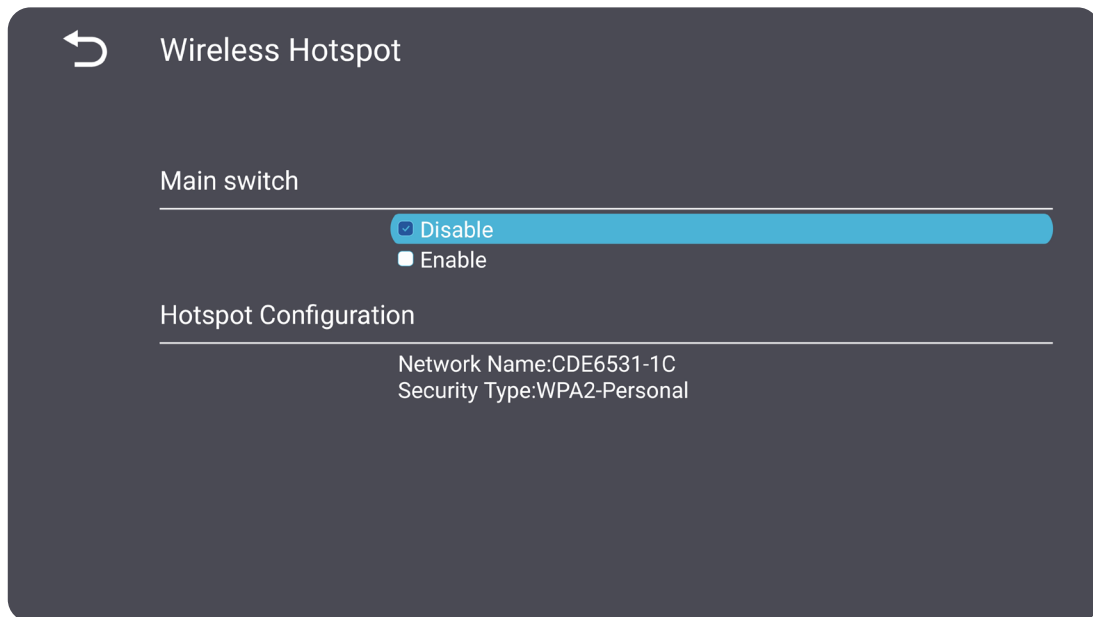 Wireless Hotspot
Main switch
Disable
Enable
Hotspot Configuration
Network Name:CDE6531-1C
Security Type:WPA2-Personal